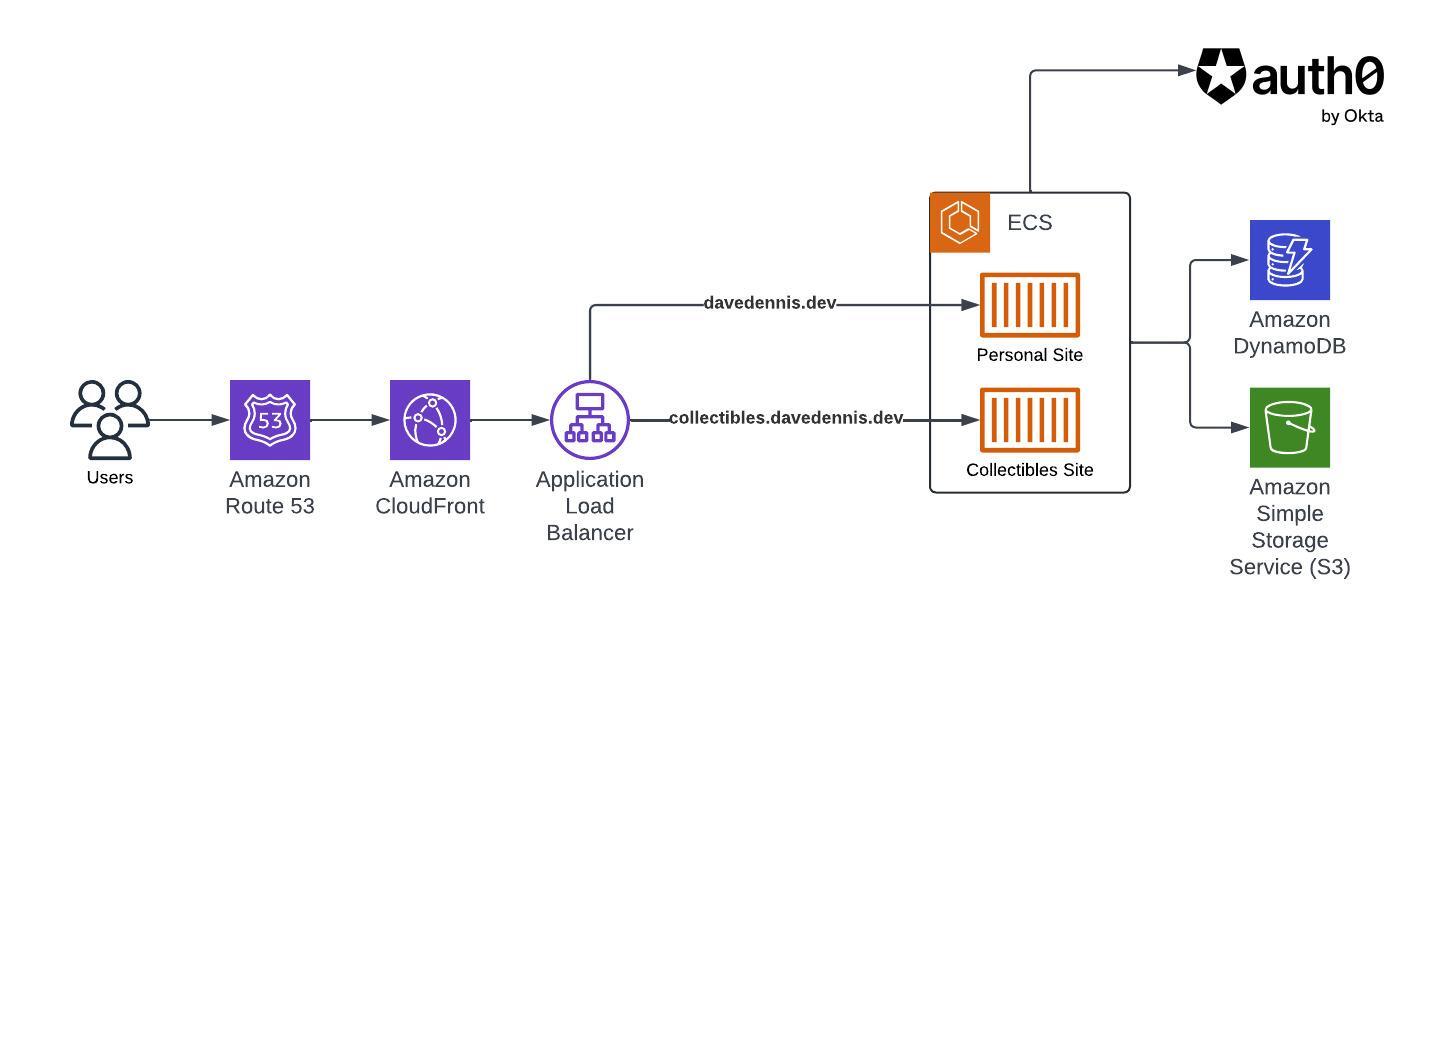 auth0
by Okta
ECS
davedennis.dev
Personal Site
collectibles.davedennis.dev
Collectibles Site
Users
53
Amazon
Route 53
Amazon
CloudFront
Application
Load
Balancer
Amazon
DynamoDB
Amazon
Simple
Storage
Service (S3)